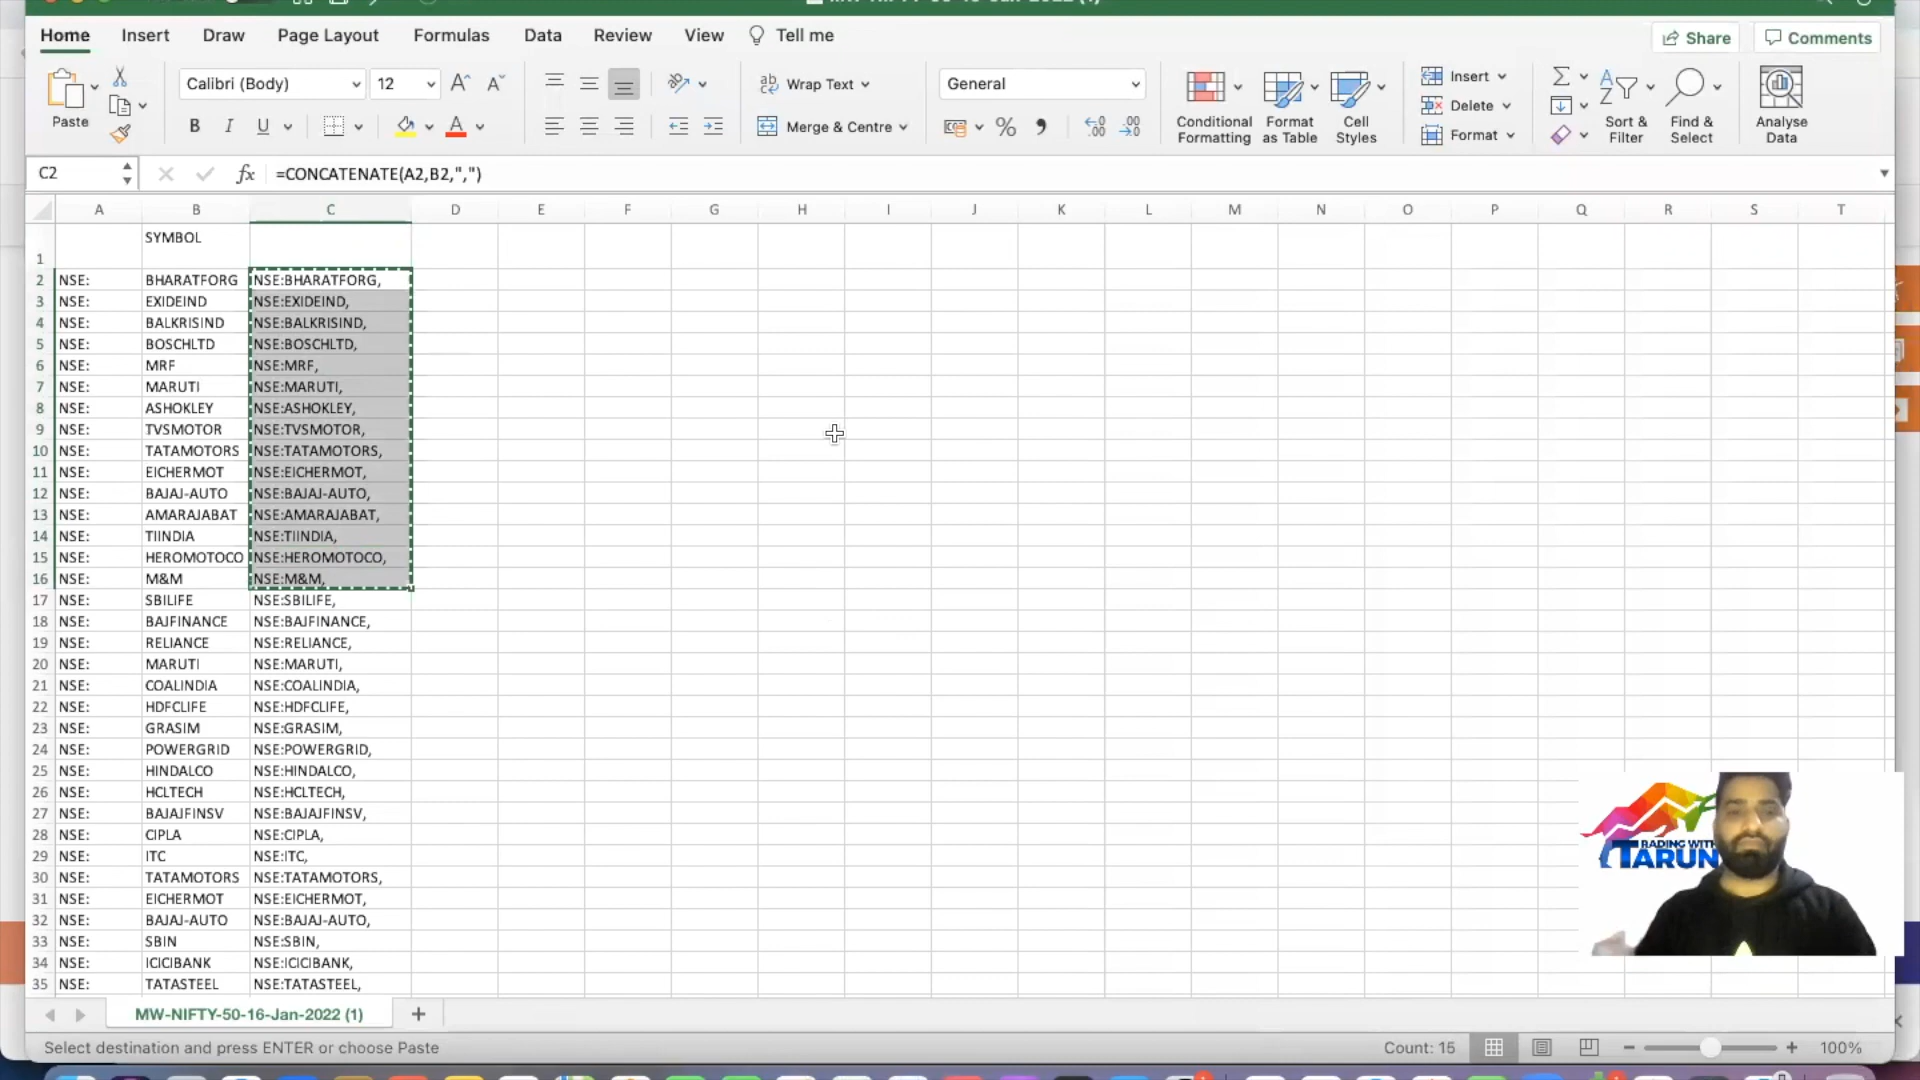 Home Insert Draw Page Layout Formulas Data Review View Tell me Share Comments
Paste Calibri (Body) 12 Wrap Text General Insert
Merge & Centre Delete
B I U Format
Conditional Formatting Format as Table Cell Styles Sort & Filter Find & Select Analyse Data
C2 fx =CONCATENATE(A2,B2,",")
A B C D E F G H I J K L M N O P Q R S T
1 SYMBOL
2 NSE: BHARATFORG NSE:BHARATFORG,
3 NSE: EXIDEIND NSE:EXIDEIND,
4 NSE: BALKRISIND NSE:BALKRISIND,
5 NSE: BOSCHLTD NSE:BOSCHLTD,
6 NSE: MRF NSE:MRF,
7 NSE: MARUTI NSE:MARUTI,
8 NSE: ASHOKLEY NSE:ASHOKLEY,
9 NSE: TVSMOTOR NSE:TVSMOTOR,
10 NSE: TATAMOTORS NSE:TATAMOTORS,
11 NSE: EICHERMOT NSE:EICHERMOT,
12 NSE: BAJAJ-AUTO NSE:BAJAJ-AUTO,
13 NSE: AMARAJABAT NSE:AMARAJABAT,
14 NSE: TIINDIA NSE:TIINDIA,
15 NSE: HEROMOTOCO NSE:HEROMOTOCO,
16 NSE: M&M NSE:M&M,
17 NSE: SBILIFE NSE:SBILIFE,
18 NSE: BAJFINANCE NSE:BAJFINANCE,
19 NSE: RELIANCE NSE:RELIANCE,
20 NSE: MARUTI NSE:MARUTI,
21 NSE: COALINDIA NSE:COALINDIA,
22 NSE: HDFCLIFE NSE:HDFCLIFE,
23 NSE: GRASIM NSE:GRASIM,
24 NSE: POWERGRID NSE:POWERGRID,
25 NSE: HINDALCO NSE:HINDALCO,
26 NSE: HCLTECH NSE:HCLTECH,
27 NSE: BAJAJFINSV NSE:BAJAJFINSV,
28 NSE: CIPLA NSE:CIPLA,
29 NSE: ITC NSE:ITC,
30 NSE: TATAMOTORS NSE:TATAMOTORS,
31 NSE: EICHERMOT NSE:EICHERMOT,
32 NSE: BAJAJ-AUTO NSE:BAJAJ-AUTO,
33 NSE: SBIN NSE:SBIN,
34 NSE: ICICIBANK NSE:ICICIBANK,
35 NSE: TATASTEEL NSE:TATASTEEL,
RADING WITH
TARUN
MW-NIFTY-50-16-Jan-2022 (1)
Select destination and press ENTER or choose Paste Count: 15 100%